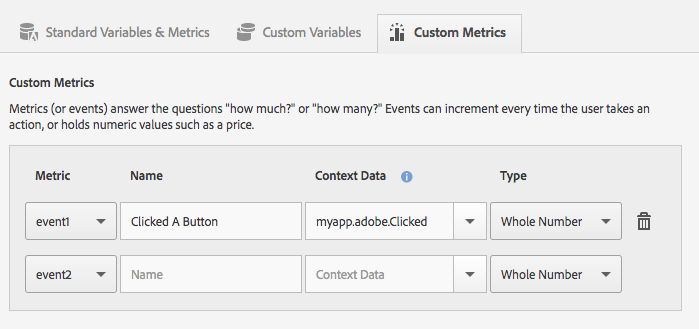 Standard Variables & Metrics Custom Variables Custom Metrics
Custom Metrics
Metrics (or events) answer the questions "how much?" or "how many?" Events can increment every time the user takes an
action, or holds numeric values such as a price.
Metric Name Context Data i Type
event1 Clicked A Button myapp.adobe.Clicked Whole Number
event2 Name Context Data Whole Number